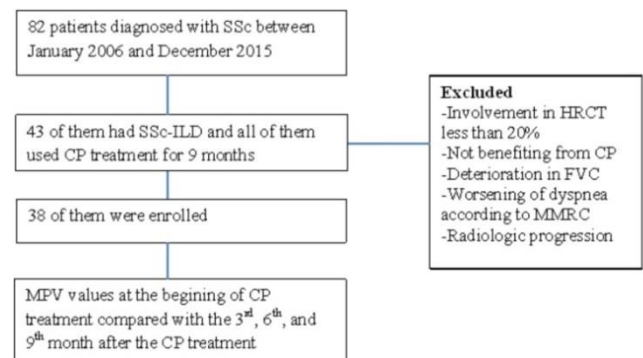 82 patients diagnosed with SSc between
January 2006 and December 2015
43 of them had SSc-ILD and all of them
used CP treatment for 9 months
Excluded
-Involvement in HRCT
less than 20%
-Not benefiting from CP
-Deterioration in FVC
-Worsening of dyspnea
according to MMRC
-Radiologic progression
38 of them were enrolled
MPV values at the begining of CP
treatment compared with the 3rd, 6th, and
9th month after the CP treatment